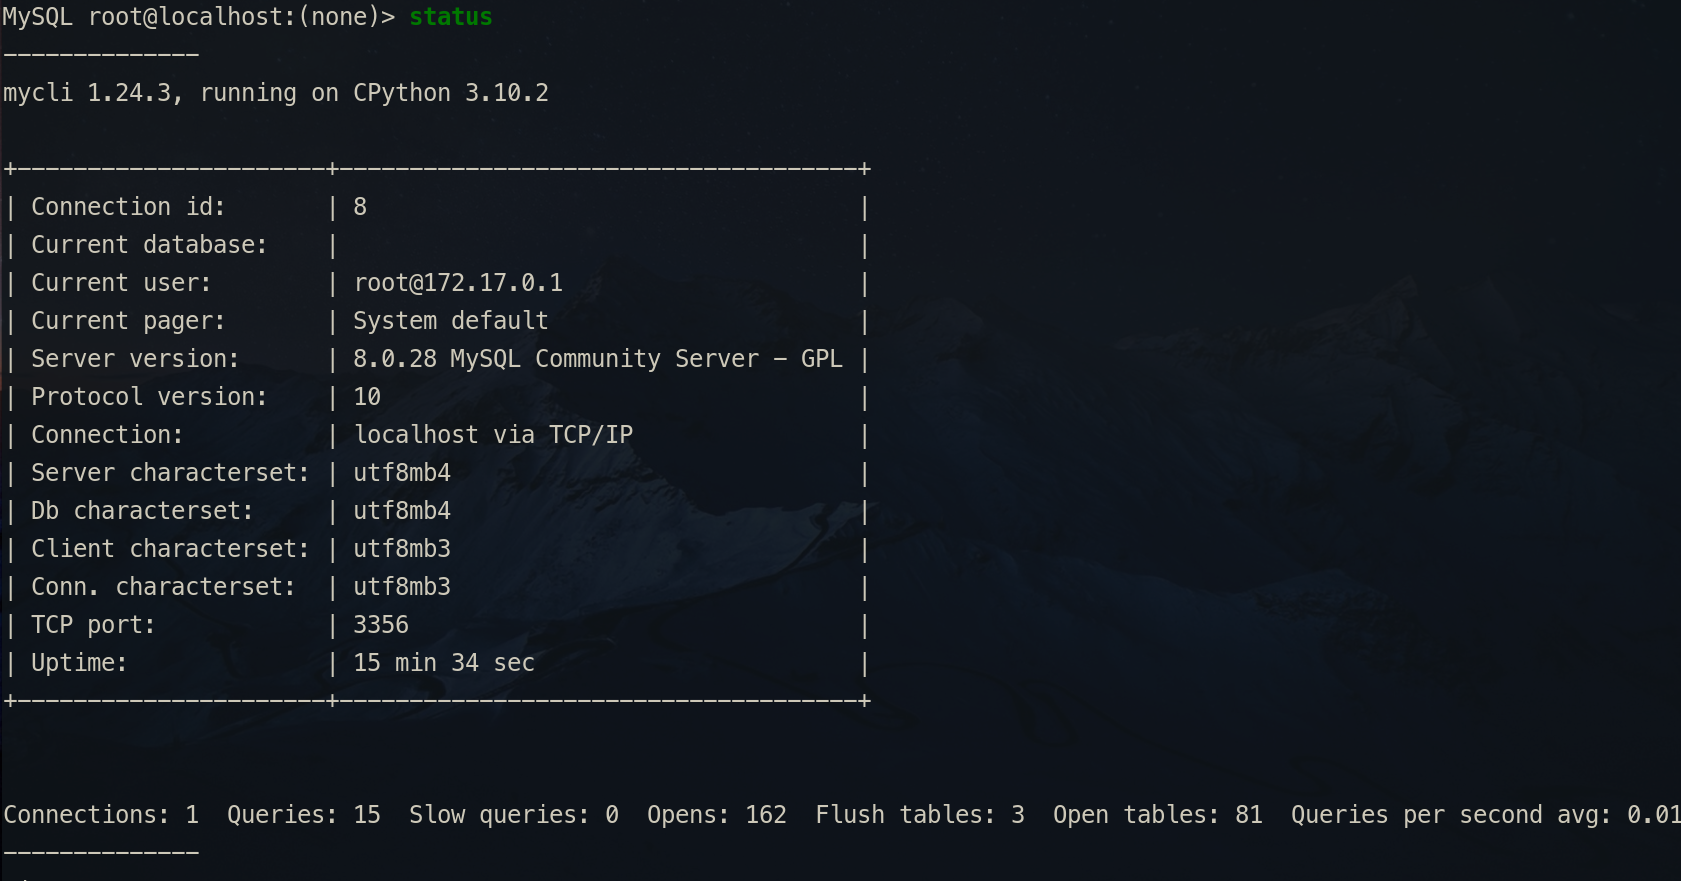 MySQL root@localhost:(none)> status
--------------
mycli 1.24.3, running on CPython 3.10.2
+----------------------+-------------------------------------+
| Connection id:       | 8                                   |
| Current database:    |                                     |
| Current user:        | root@172.17.0.1                     |
| Current pager:       | System default                      |
| Server version:      | 8.0.28 MySQL Community Server - GPL |
| Protocol version:    | 10                                  |
| Connection:          | localhost via TCP/IP                |
| Server characterset: | utf8mb4                             |
| Db characterset:     | utf8mb4                             |
| Client characterset: | utf8mb3                             |
| Conn. characterset:  | utf8mb3                             |
| TCP port:            | 3356                                |
| Uptime:              | 15 min 34 sec                       |
+----------------------+-------------------------------------+
Connections: 1  Queries: 15  Slow queries: 0  Opens: 162  Flush tables: 3  Open tables: 81  Queries per second avg: 0.01
--------------